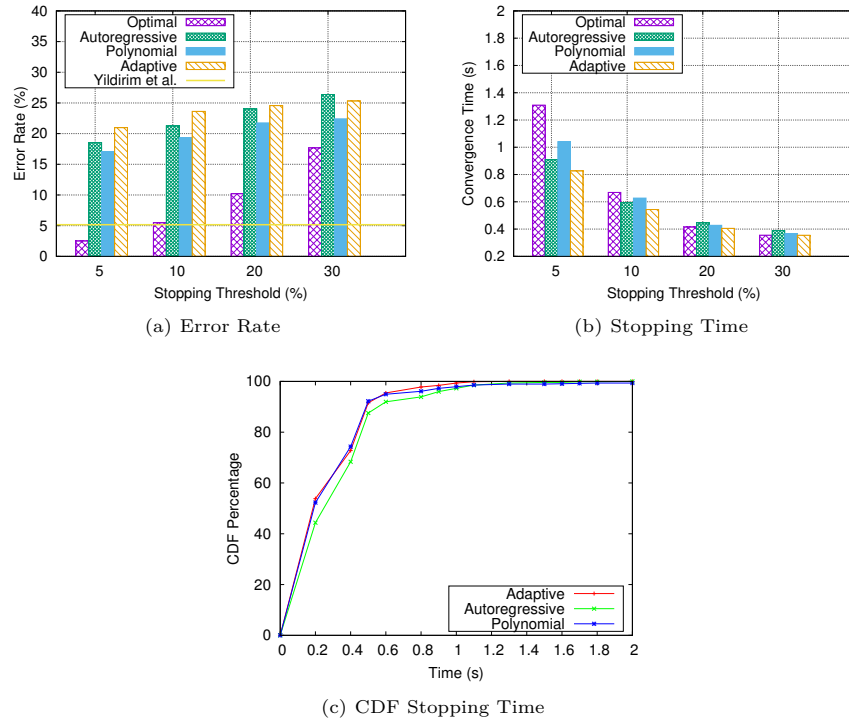 Optimal
Autoregressive
Polynomial
Adaptive
Yildirim et al.
Error Rate (%)
40
35
30
25
20
15
10
5
0
5 10 20 30
Stopping Threshold (%)
(a) Error Rate
Optimal
Autoregressive
Polynomial
Adaptive
Convergence Time (s)
2
1.8
1.6
1.4
1.2
1
0.8
0.6
0.4
0.2
5 10 20 30
Stopping Threshold (%)
(b) Stopping Time
CDF Percentage
100
80
60
40
20
0
Adaptive
Autoregressive
Polynomial
0 0.2 0.4 0.6 0.8 1 1.2 1.4 1.6 1.8 2
Time (s)
(c) CDF Stopping Time